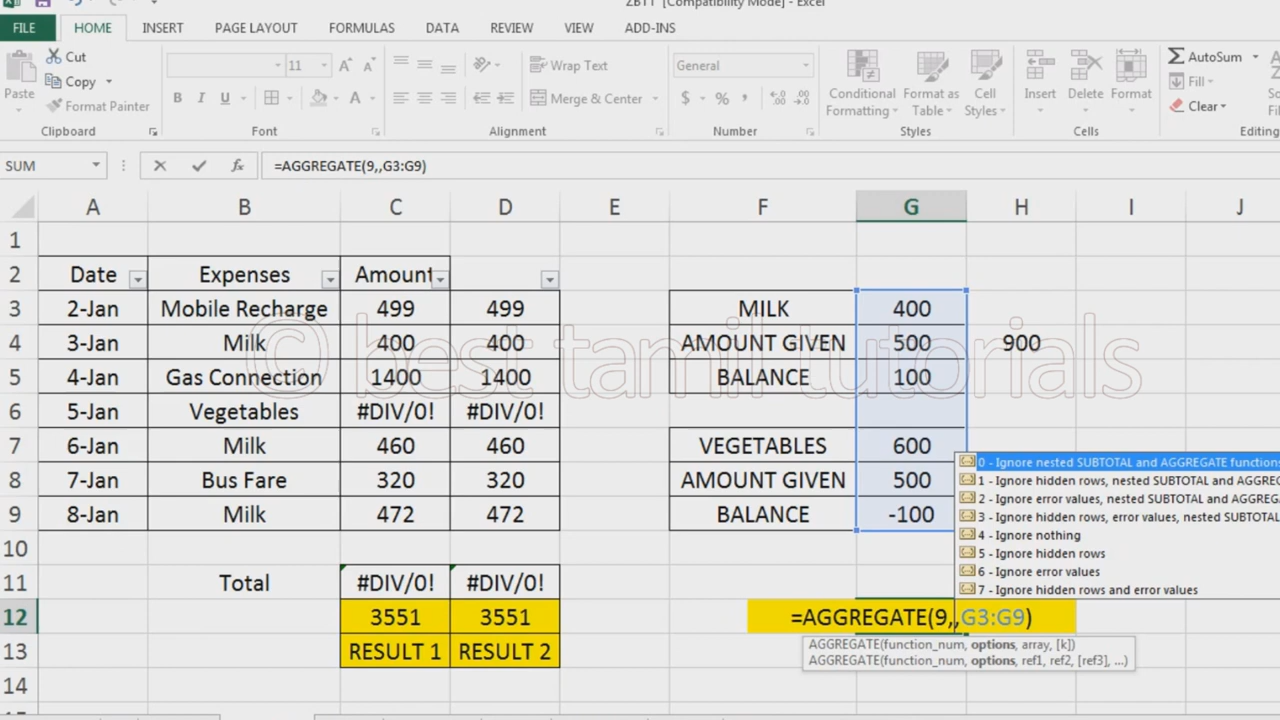 ZBTT [Compatibility Mode] - Excel
FILE HOME INSERT PAGE LAYOUT FORMULAS DATA REVIEW VIEW ADD-INS
Cut
Copy
Format Painter
Paste
Clipboard
11 A A
B I U A
Font
Wrap Text
Merge & Center
Alignment
General
$ % ,
Number
Conditional Formatting
Format as Table
Cell Styles
Styles
Insert Delete Format
Cells
AutoSum
Fill
Clear
Editing
SUM fx =AGGREGATE(9,,G3:G9)
A B C D E F G H I J
1
2 Date Expenses Amount
3 2-Jan Mobile Recharge 499 499 MILK 400
4 3-Jan Milk 400 400 AMOUNT GIVEN 500 900
5 4-Jan Gas Connection 1400 1400 BALANCE 100
6 5-Jan Vegetables #DIV/0! #DIV/0!
7 6-Jan Milk 460 460 VEGETABLES 600
8 7-Jan Bus Fare 320 320 AMOUNT GIVEN 500
9 8-Jan Milk 472 472 BALANCE -100
10
11 Total #DIV/0! #DIV/0!
12 3551 3551 =AGGREGATE(9,,G3:G9)
13 RESULT 1 RESULT 2
14
© best tamil tutorials
0 - Ignore nested SUBTOTAL and AGGREGATE functions
1 - Ignore hidden rows, nested SUBTOTAL and AGGREG
2 - Ignore error values, nested SUBTOTAL and AGGREGA
3 - Ignore hidden rows, error values, nested SUBTOTAL
4 - Ignore nothing
5 - Ignore hidden rows
6 - Ignore error values
7 - Ignore hidden rows and error values
AGGREGATE(function_num, options, array, [k])
AGGREGATE(function_num, options, ref1, ref2, [ref3], ...)